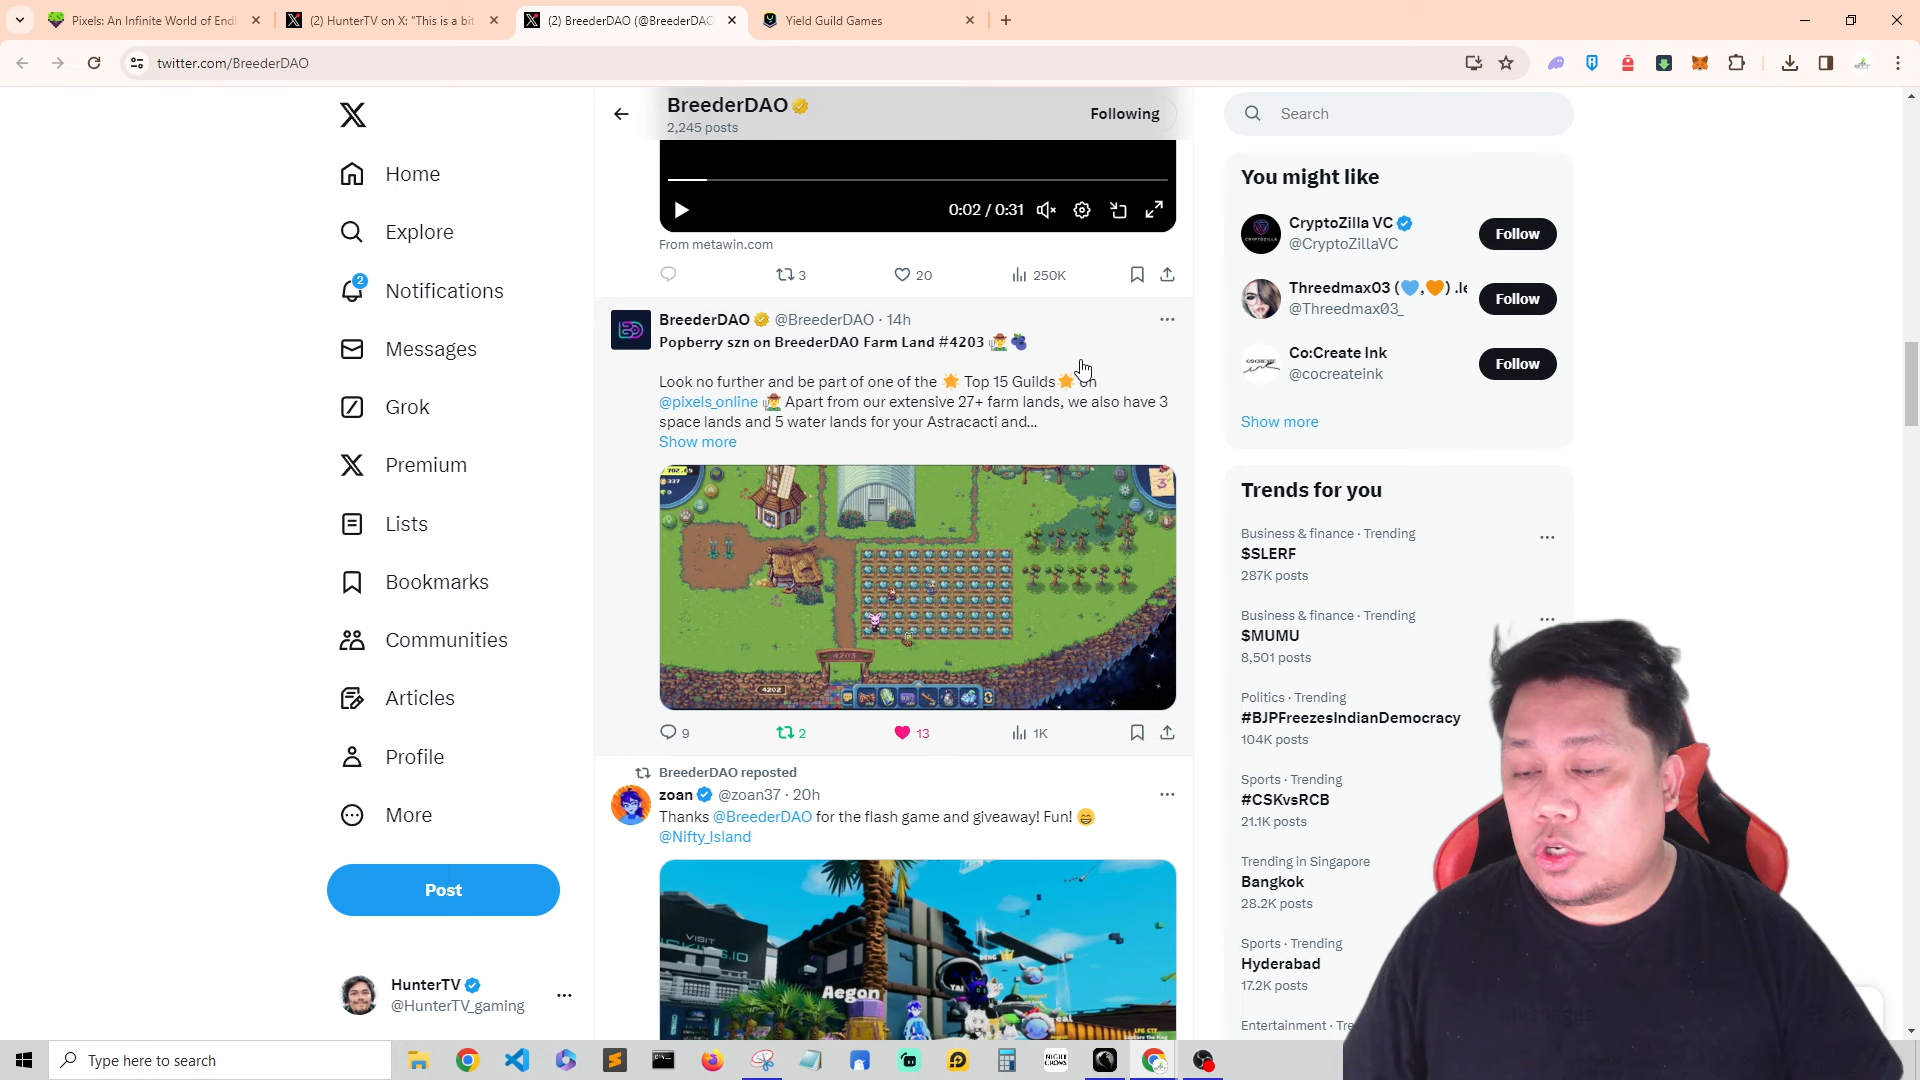 Pixels: An Infinite World of End
(2) HunterTV on X: "This is a bit
(2) BreederDAO (@BreederDAO
Yield Guild Games
twitter.com/BreederDAO
BreederDAO
2,245 posts
Following
Search
Home
Explore
2
Notifications
Messages
Grok
Premium
Lists
Bookmarks
Communities
Articles
Profile
More
Post
HunterTV
@HunterTV_gaming
0:02 / 0:31
From metawin.com
3
20
250K
BreederDAO @BreederDAO · 14h
Popberry szn on BreederDAO Farm Land #4203
Look no further and be part of one of the 🌟 Top 15 Guilds🌟 on
@pixels_online Apart from our extensive 27+ farm lands, we also have 3
space lands and 5 water lands for your Astracacti and...
Show more
3
4203
4202
9
2
13
1K
BreederDAO reposted
zoan @zoan37 · 20h
Thanks @BreederDAO for the flash game and giveaway! Fun! 😁
@Nifty_Island
VISIT
Aegon
You might like
CryptoZilla VC
@CryptoZillaVC
Follow
Threedmax03 (🩵,🧡) .le
@Threedmax03_
Follow
Co:Create Ink
@cocreateink
Follow
Show more
Trends for you
Business & finance · Trending
$SLERF
287K posts
Business & finance · Trending
$MUMU
8,501 posts
Politics · Trending
#BJPFreezesIndianDemocracy
104K posts
Sports · Trending
#CSKvsRCB
21.1K posts
Trending in Singapore
Bangkok
28.2K posts
Sports · Trending
Hyderabad
17.2K posts
Entertainment · Tre
Type here to search
NIGHT
CROWS